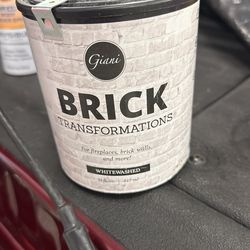 Giani
BRICK
TRANSFORMATIONS
For fireplaces, brick walls,
and more!
WHITEWASHED